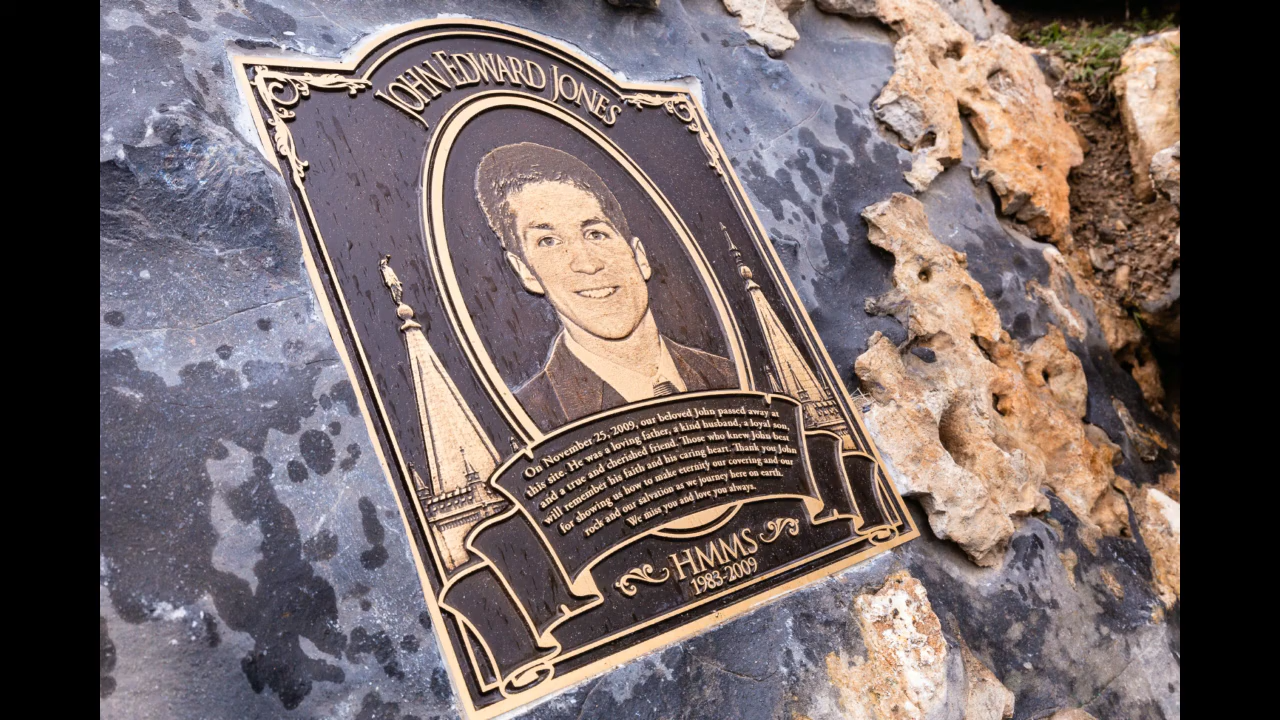 JOHN EDWARD JONES
On November 25, 2009, our beloved John passed away at
this site. He was a loving father, a kind husband, a loyal son,
and a true and cherished friend. Those who knew John best
will remember his faith and his caring heart. Thank you John
for showing us how to make eternity our covering and our
rock and our salvation as we journey here on earth.
We miss you and love you always.
HMMS
1983-2009